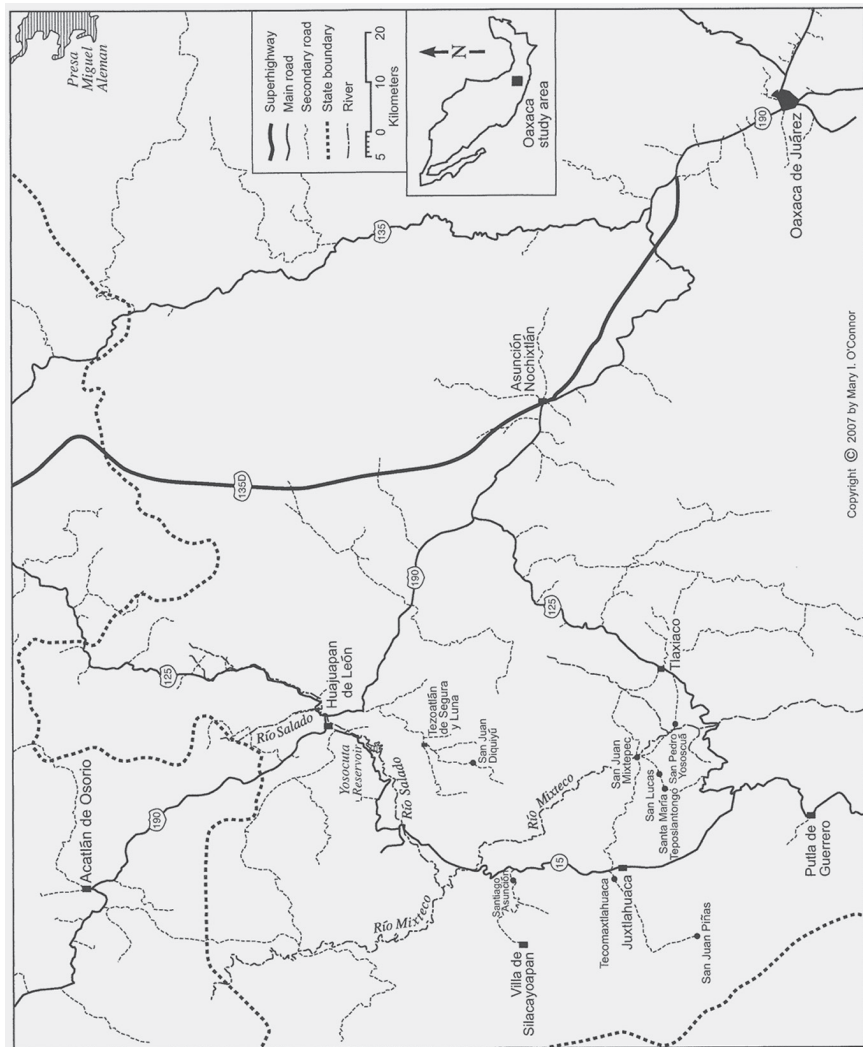 Presa
Miguel
Aleman
Acatlán de Osorio
190
125
135D
135
Superhighway
Main road
Secondary road
State boundary
River
5 0 10 20
Kilometers
N
Oaxaca
study area
Río Salado
Huajuapan
de León
Yosocuta
Reservoir
Río Mixteco
Río Salado
190
Tezoatlán
de Segura
y Luna
San Juan
Diquiyú
Asunción
Nochixtlán
Villa de
Silacayoapan
Santiago
Asunción
Río Mixteco
15
125
Tecomaxtlahuaca
Juxtlahuaca
San Juan
Mixtepec
San Lucas
Santa María
Teposlantongo
San Pedro
Yososcuá
Tlaxiaco
San Juan Piñas
190
Oaxaca de Juárez
Putla de
Guerrero
Copyright © 2007 by Mary I. O'Connor